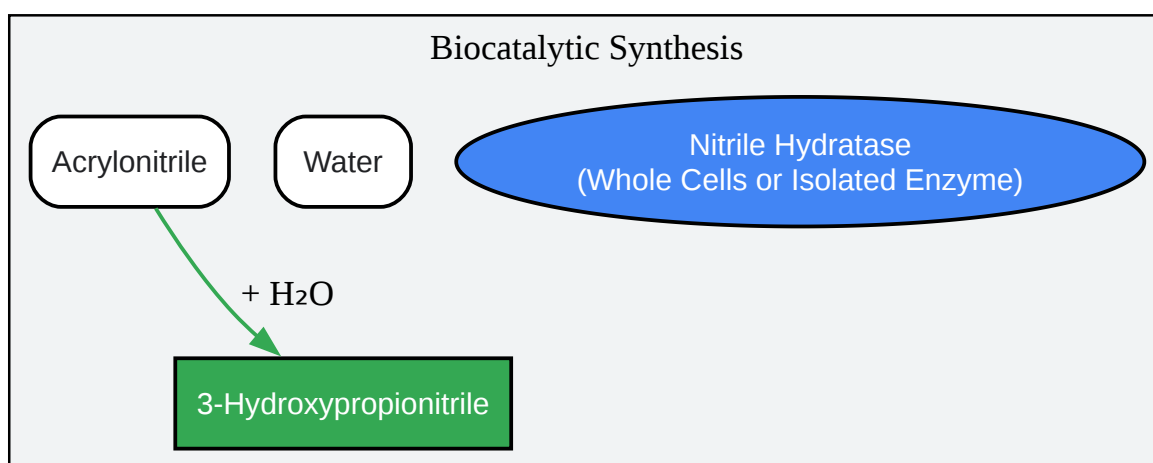 Biocatalytic Synthesis
Acrylonitrile
Water
Nitrile Hydratase
(Whole Cells or Isolated Enzyme)
+ H₂O
3-Hydroxypropionitrile